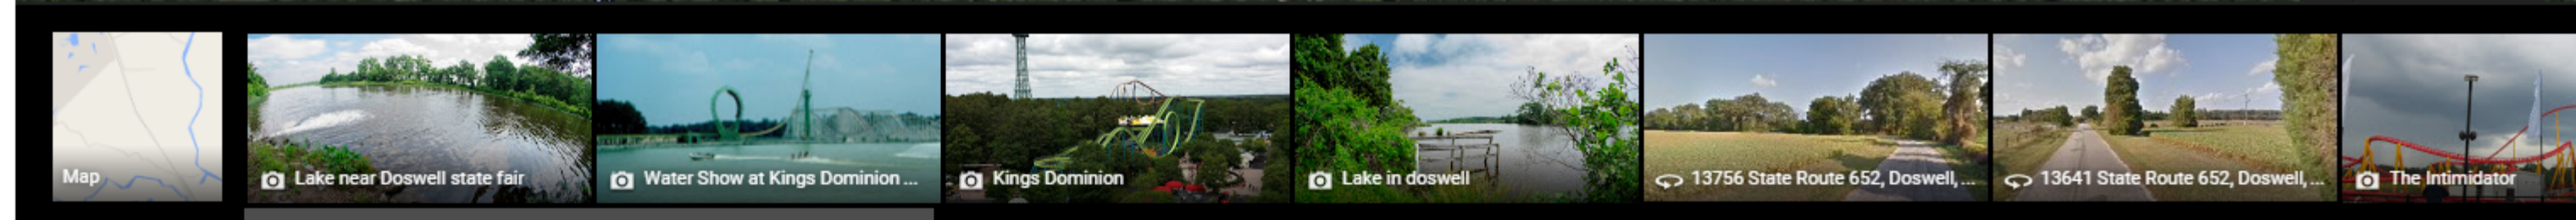 Map
Lake near Doswell state fair
Water Show at Kings Dominion ...
Kings Dominion
Lake in doswell
13756 State Route 652, Doswell, ...
13641 State Route 652, Doswell, ...
The Intimidator